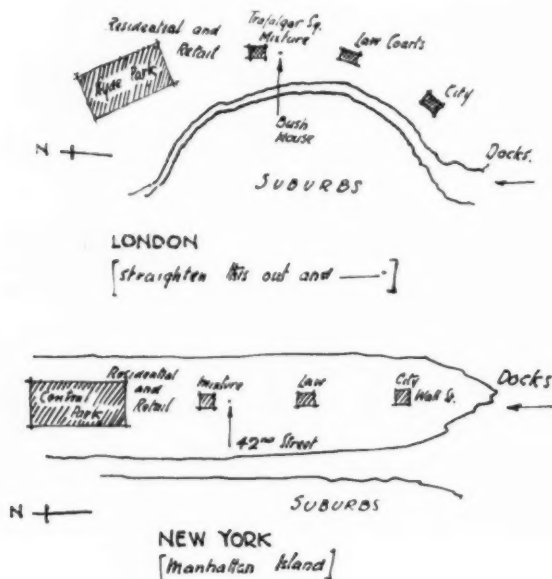 Residential and
Retail
Trafalgar Sq.
Mixture
Law Courts
Hyde Park
City
Bush
House
N
Docks.
SUBURBS
LONDON
[straighten this out and ——·]
Residential
and
Retail
Central
Park
Mixture
Law
City
Wall St.
Docks
42nd Street
N
SUBURBS
NEW YORK
[Manhattan Island]